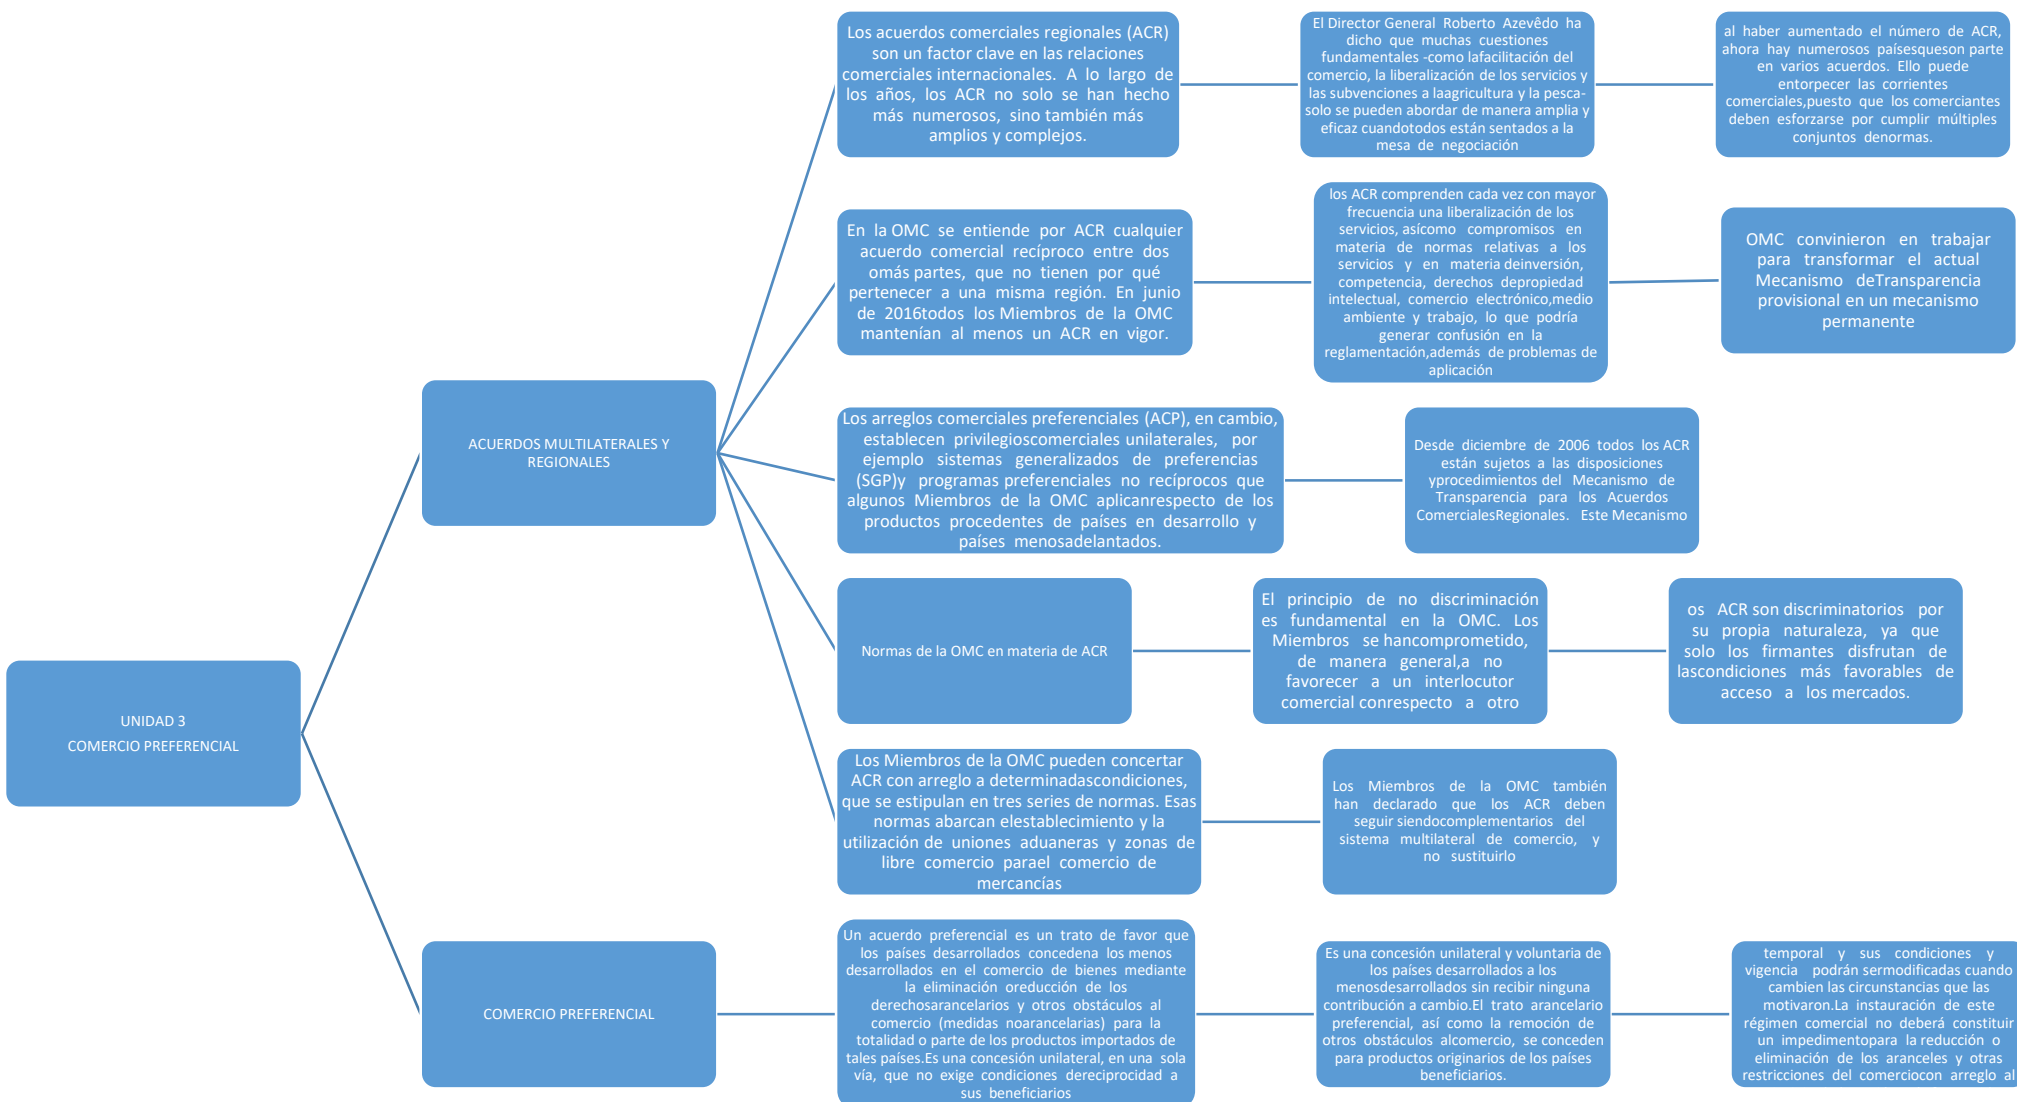 Los acuerdos comerciales regionales (ACR)
son un factor clave en las relaciones
comerciales internacionales. A lo largo de
los años, los ACR no solo se han hecho
más numerosos, sino también más
amplios y complejos.
El Director General Roberto Azevêdo ha
dicho que muchas cuestiones
fundamentales -como lafacilitación del
comercio, la liberalización de los servicios y
las subvenciones a laagricultura y la pesca-
solo se pueden abordar de manera amplia y
eficaz cuandotodos están sentados a la
mesa de negociación
al haber aumentado el número de ACR,
ahora hay numerosos paísesqueson parte
en varios acuerdos. Ello puede
entorpecer las corrientes
comerciales,puesto que los comerciantes
deben esforzarse por cumplir múltiples
conjuntos denormas.
En la OMC se entiende por ACR cualquier
acuerdo comercial recíproco entre dos
omás partes, que no tienen por qué
pertenecer a una misma región. En junio
de 2016todos los Miembros de la OMC
mantenían al menos un ACR en vigor.
los ACR comprenden cada vez con mayor
frecuencia una liberalización de los
servicios, asícomo compromisos en
materia de normas relativas a los
servicios y en materia deinversión,
competencia, derechos depropiedad
intelectual, comercio electrónico,medio
ambiente y trabajo, lo que podría
generar confusión en la
reglamentación,además de problemas de
aplicación
OMC convinieron en trabajar
para transformar el actual
Mecanismo deTransparencia
provisional en un mecanismo
permanente
ACUERDOS MULTILATERALES Y
REGIONALES
Los arreglos comerciales preferenciales (ACP), en cambio,
establecen privilegioscomerciales unilaterales, por
ejemplo sistemas generalizados de preferencias
(SGP)y programas preferenciales no recíprocos que
algunos Miembros de la OMC aplicanrespecto de los
productos procedentes de países en desarrollo y
países menosadelantados.
Desde diciembre de 2006 todos los ACR
están sujetos a las disposiciones
yprocedimientos del Mecanismo de
Transparencia para los Acuerdos
ComercialesRegionales. Este Mecanismo
Normas de la OMC en materia de ACR
El principio de no discriminación
es fundamental en la OMC. Los
Miembros se hancomprometido,
de manera general,a no
favorecer a un interlocutor
comercial conrespecto a otro
os ACR son discriminatorios por
su propia naturaleza, ya que
solo los firmantes disfrutan de
lascondiciones más favorables de
acceso a los mercados.
UNIDAD 3
COMERCIO PREFERENCIAL
Los Miembros de la OMC pueden concertar
ACR con arreglo a determinadascondiciones,
que se estipulan en tres series de normas. Esas
normas abarcan elestablecimiento y la
utilización de uniones aduaneras y zonas de
libre comercio parael comercio de
mercancías
Los Miembros de la OMC también
han declarado que los ACR deben
seguir siendocomplementarios del
sistema multilateral de comercio, y
no sustituirlo
COMERCIO PREFERENCIAL
Un acuerdo preferencial es un trato de favor que
los países desarrollados concedena los menos
desarrollados en el comercio de bienes mediante
la eliminación oreducción de los
derechosarancelarios y otros obstáculos al
comercio (medidas noarancelarias) para la
totalidad o parte de los productos importados de
tales países.Es una concesión unilateral, en una sola
vía, que no exige condiciones dereciprocidad a
sus beneficiarios
Es una concesión unilateral y voluntaria de
los países desarrollados a los
menosdesarrollados sin recibir ninguna
contribución a cambio.El trato arancelario
preferencial, así como la remoción de
otros obstáculos alcomercio, se conceden
para productos originarios de los países
beneficiarios.
temporal y sus condiciones y
vigencia podrán sermodificadas cuando
cambien las circunstancias que las
motivaron.La instauración de este
régimen comercial no deberá constituir
un impedimentopara la reducción o
eliminación de los aranceles y otras
restricciones del comerciocon arreglo al